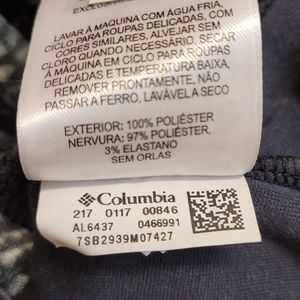 LAVAR À MÁQUINA COM ÁGUA FRIA,
CICLO PARA ROUPAS DELICADAS, COM
CORES SIMILARES, ALVEJAR SEM
CLORO QUANDO NECESSÁRIO, SECAR
À MÁQUINA EM CICLO PARA ROUPAS
DELICADAS E TEMPERATURA BAIXA,
REMOVER PRONTAMENTE, NÃO
PASSAR A FERRO, LAVÁVEL A SECO
EXTERIOR: 100% POLIÉSTER
NERVURA: 97% POLIÉSTER
3% ELASTANO
SEM ORLAS
Columbia
217 0117 00846
AL6437 0466991
7SB2939M07427